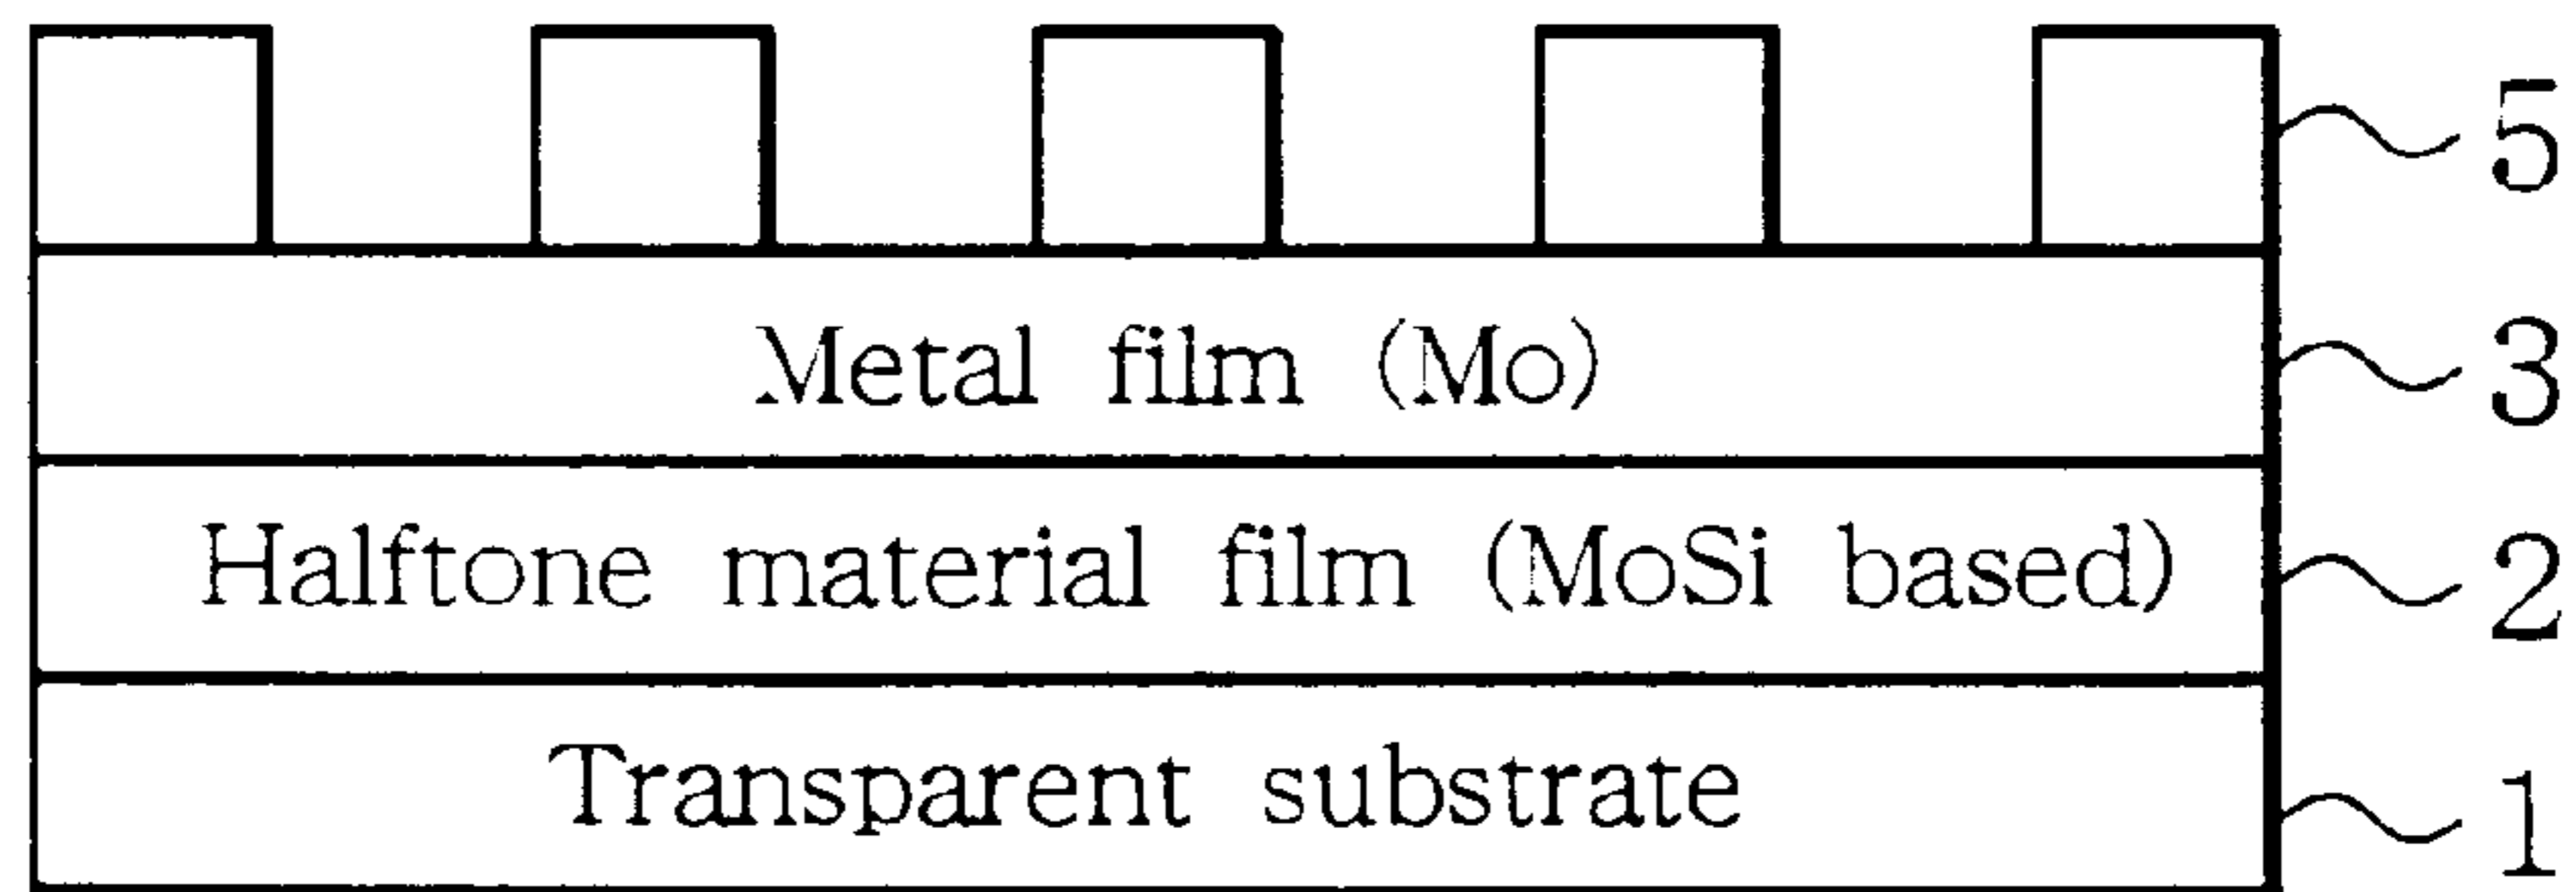 5
Metal film (Mo) 3
Halftone material film (MoSi based) 2
Transparent substrate 1